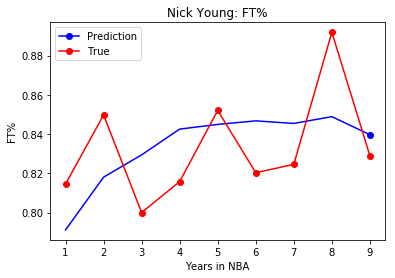 Nick Young: FT%
Prediction
True
FT%
0.88
0.86
0.84
0.82
0.80
1 2 3 4 5 6 7 8 9
Years in NBA